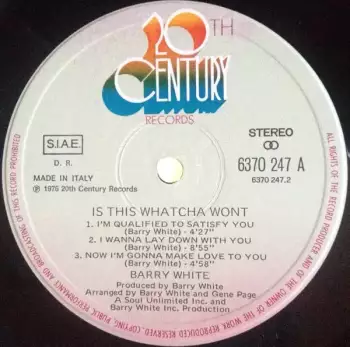 20TH
CENTURY
RECORDS
S.I.A.E.
D. R.
MADE IN ITALY
℗ 1976 20th Century Records
STEREO
6370 247 A
6370 247.2
IS THIS WHATCHA WONT
1. I'M QUALIFIED TO SATISFY YOU
(Barry White) - 4'27"
2. I WANNA LAY DOWN WITH YOU
(Barry White) - 8'55"
3. NOW I'M GONNA MAKE LOVE TO YOU
(Barry White) - 4'58"
BARRY WHITE
Produced by Barry White
Arranged by Barry White and Gene Page
A Soul Unlimited Inc. and
Barry White Inc. Production
ALL RIGHTS OF THE RECORD PRODUCER AND OF THE OWNER OF THE WORK REPRODUCED RESERVED. COPYING, PUBLIC PERFORMANCE AND BROADCASTING OF THIS RECORD PROHIBITED